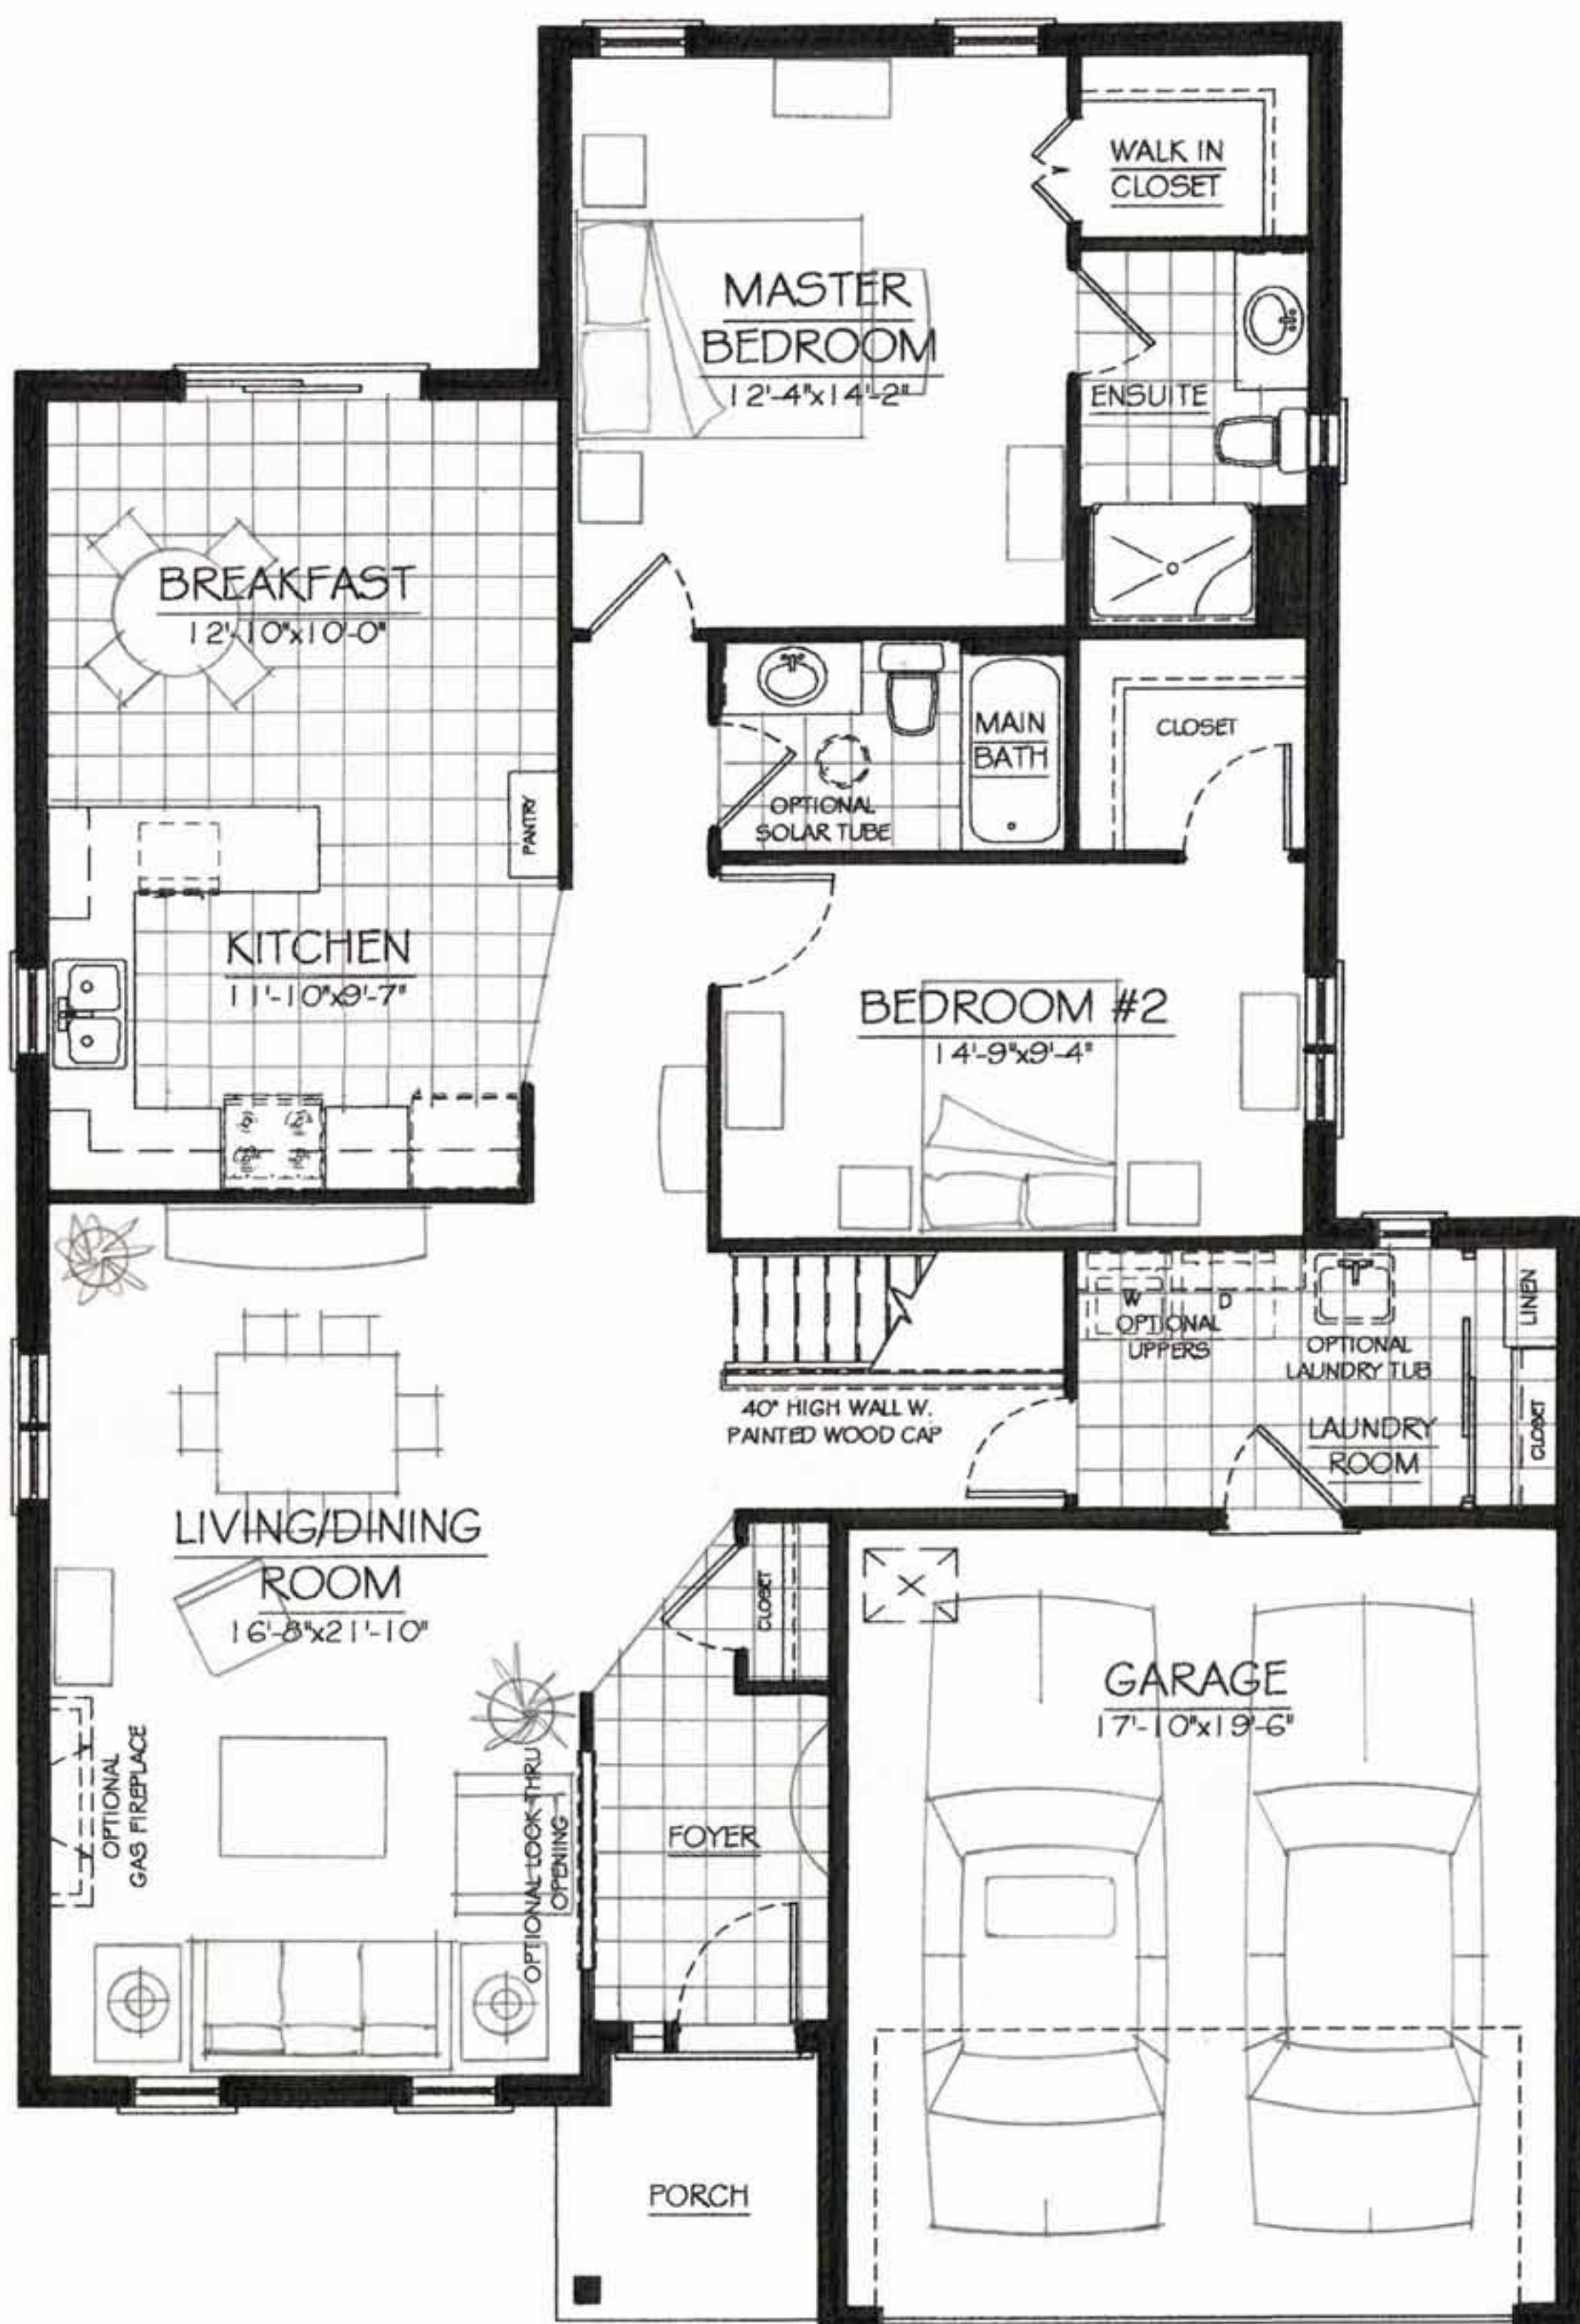 WALK IN
CLOSET
MASTER
BEDROOM
12'-4"x14'-2"
ENSUITE
BREAKFAST
12'-10"x10'-0"
MAIN
BATH
CLOSET
OPTIONAL
SOLAR TUBE
PANTRY
KITCHEN
11'-10"x9'-7"
BEDROOM #2
14'-9"x9'-4"
W
D
OPTIONAL
UPPERS
OPTIONAL
LAUNDRY TUB
LINEN
40" HIGH WALL W.
PAINTED WOOD CAP
LAUNDRY
ROOM
CLOSET
LIVING/DINING
ROOM
16'-8"x21'-10"
CLOSET
GARAGE
17'-10"x19'-6"
OPTIONAL
GAS FIREPLACE
OPTIONAL LOOK-THRU
OPENING
FOYER
PORCH